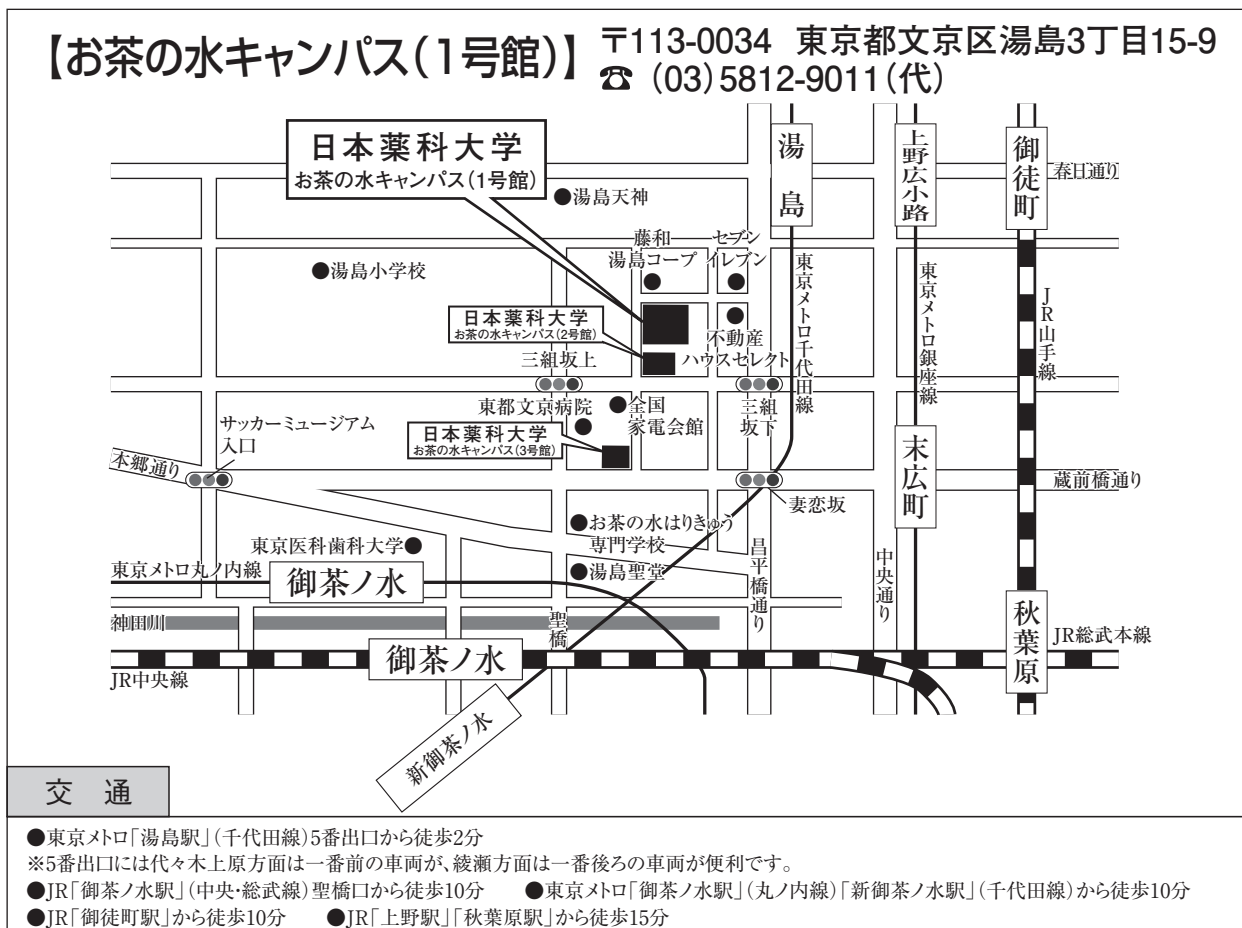 【お茶の水キャンパス(1号館)】
〒113-0034 東京都文京区湯島3丁目15-9
☎ (03)5812-9011(代)
日本薬科大学
お茶の水キャンパス(1号館)
湯島
上野広小路
御徒町
春日通り
●湯島天神
藤和
湯島コープ
セブン
イレブン
●湯島小学校
東京メトロ千代田線
東京メトロ銀座線
JR山手線
日本薬科大学
お茶の水キャンパス(2号館)
不動産
ハウスセレクト
三組坂上
東都文京病院
全国
家電会館
三組
坂下
サッカーミュージアム
入口
日本薬科大学
お茶の水キャンパス(3号館)
本郷通り
末広町
蔵前橋通り
妻恋坂
●お茶の水はりきゅう
専門学校
東京医科歯科大学●
●湯島聖堂
昌平橋通り
中央通り
東京メトロ丸ノ内線
御茶ノ水
神田川
聖橋
秋葉原
JR総武本線
御茶ノ水
JR中央線
新御茶ノ水
交 通
●東京メトロ「湯島駅」(千代田線)5番出口から徒歩2分
※5番出口には代々木上原方面は一番前の車両が、綾瀬方面は一番後ろの車両が便利です。
●JR「御茶ノ水駅」(中央・総武線)聖橋口から徒歩10分 ●東京メトロ「御茶ノ水駅」(丸ノ内線)「新御茶ノ水駅」(千代田線)から徒歩10分
●JR「御徒町駅」から徒歩10分 ●JR「上野駅」「秋葉原駅」から徒歩15分